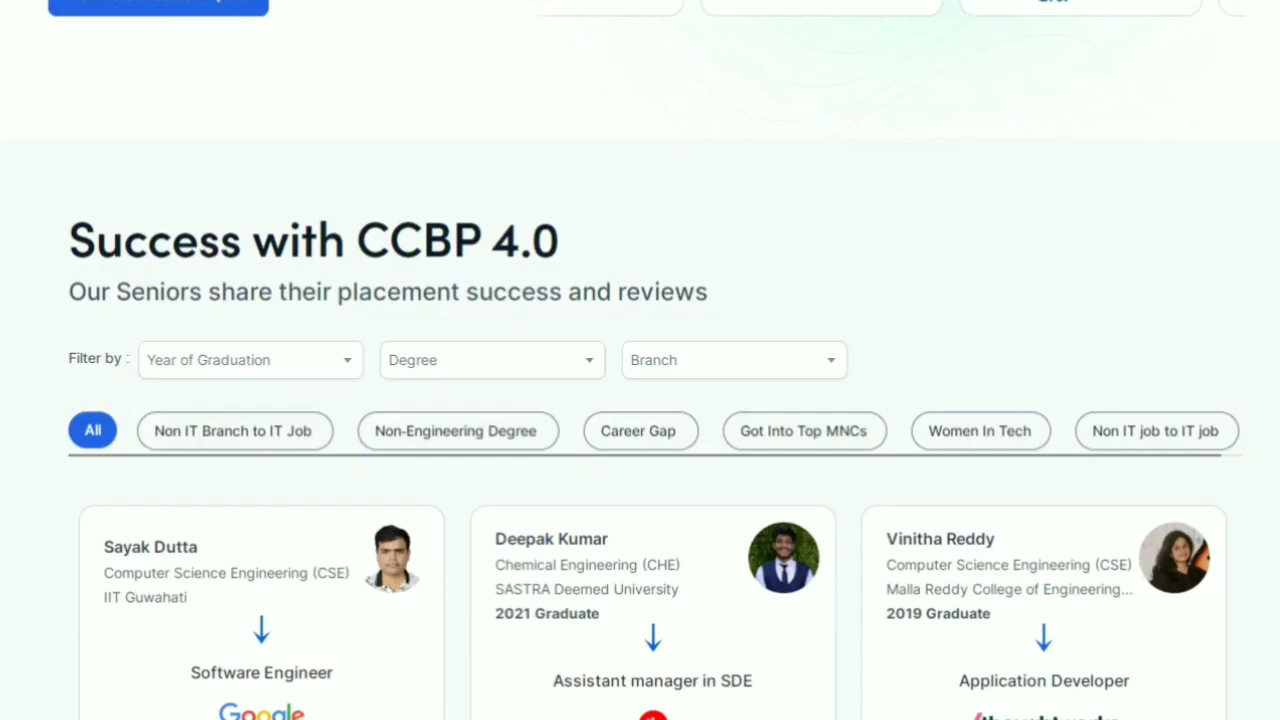 Success with CCBP 4.0
Our Seniors share their placement success and reviews
Filter by :
Year of Graduation
Degree
Branch
All
Non IT Branch to IT Job
Non-Engineering Degree
Career Gap
Got Into Top MNCs
Women In Tech
Non IT job to IT job
Sayak Dutta
Computer Science Engineering (CSE)
IIT Guwahati
Software Engineer
Google
Deepak Kumar
Chemical Engineering (CHE)
SASTRA Deemed University
2021 Graduate
Assistant manager in SDE
Vinitha Reddy
Computer Science Engineering (CSE)
Malla Reddy College of Engineering...
2019 Graduate
Application Developer